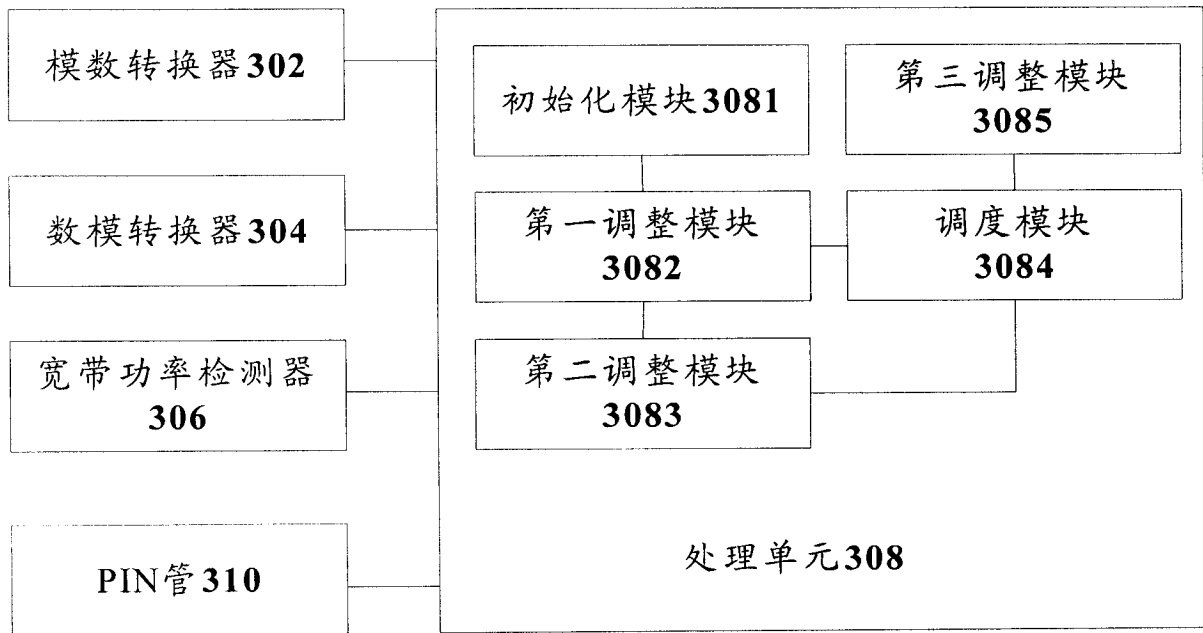 模数转换器302
数模转换器304
宽带功率检测器
306
PIN管310
初始化模块3081
第三调整模块
3085
第一调整模块
3082
调度模块
3084
第二调整模块
3083
处理单元308